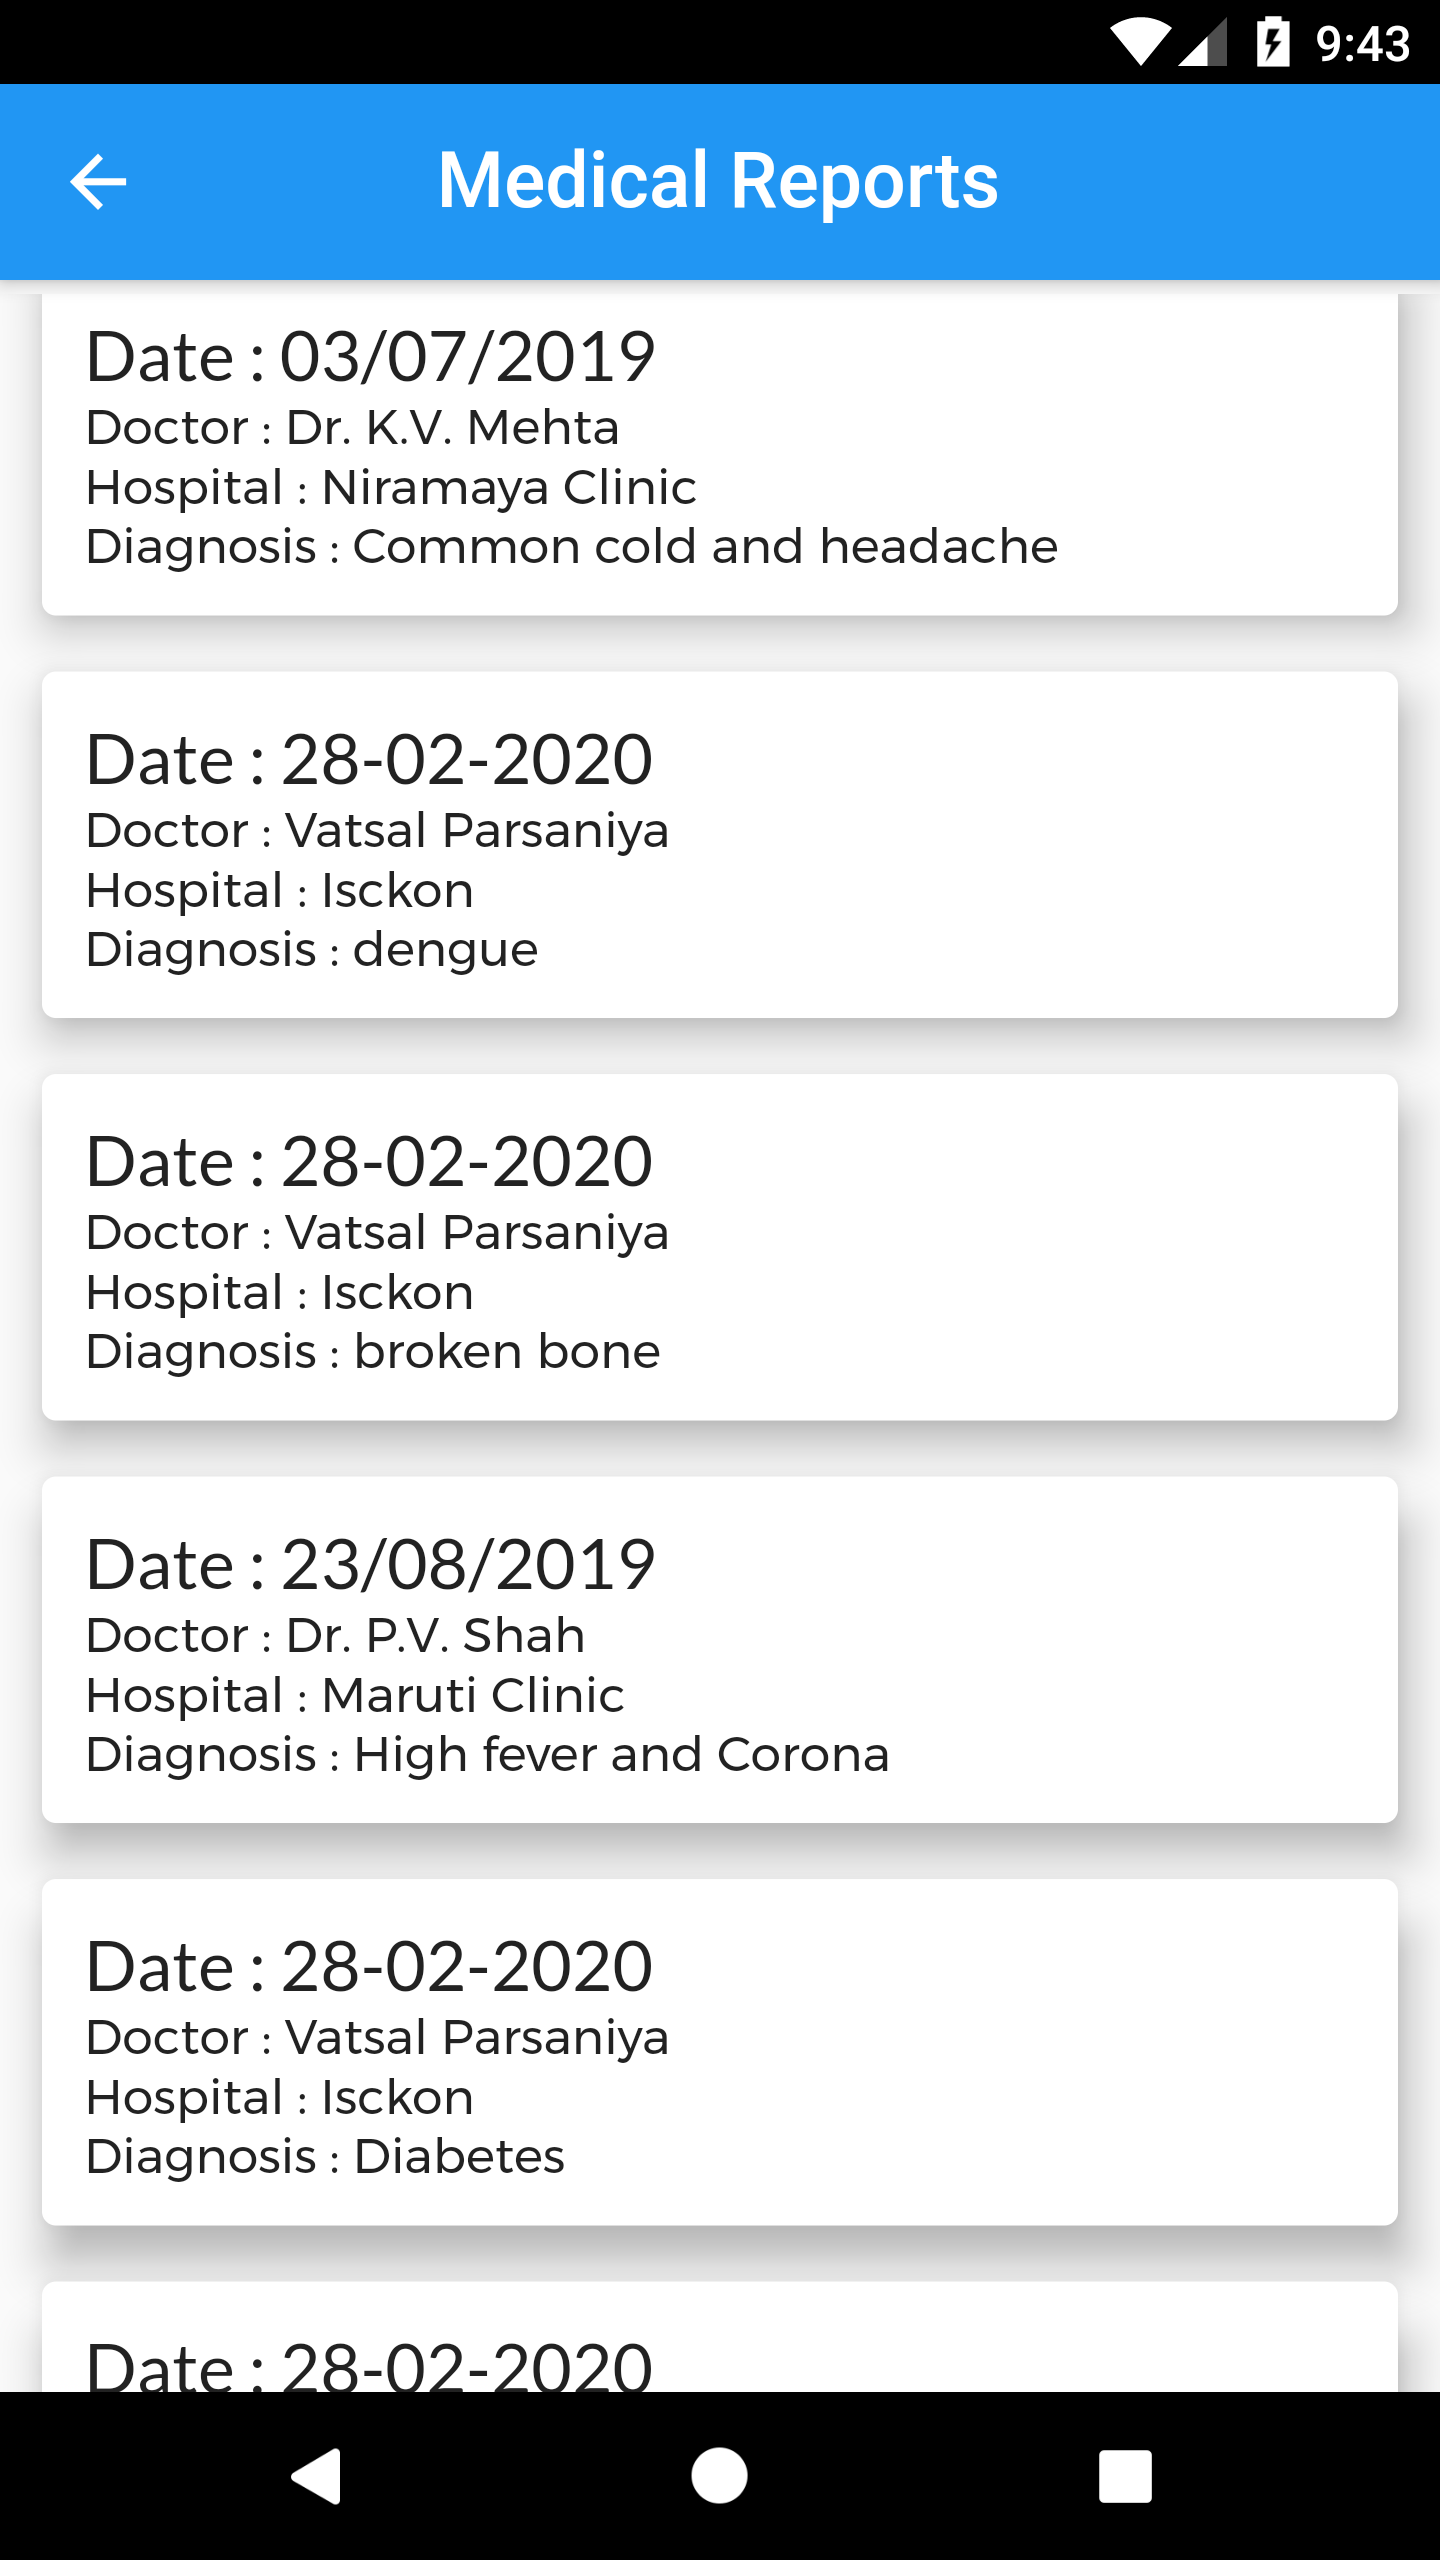 9:43
Medical Reports
Date : 03/07/2019
Doctor : Dr. K.V. Mehta
Hospital : Niramaya Clinic
Diagnosis : Common cold and headache
Date : 28-02-2020
Doctor : Vatsal Parsaniya
Hospital : Isckon
Diagnosis : dengue
Date : 28-02-2020
Doctor : Vatsal Parsaniya
Hospital : Isckon
Diagnosis : broken bone
Date : 23/08/2019
Doctor : Dr. P.V. Shah
Hospital : Maruti Clinic
Diagnosis : High fever and Corona
Date : 28-02-2020
Doctor : Vatsal Parsaniya
Hospital : Isckon
Diagnosis : Diabetes
Date : 28-02-2020